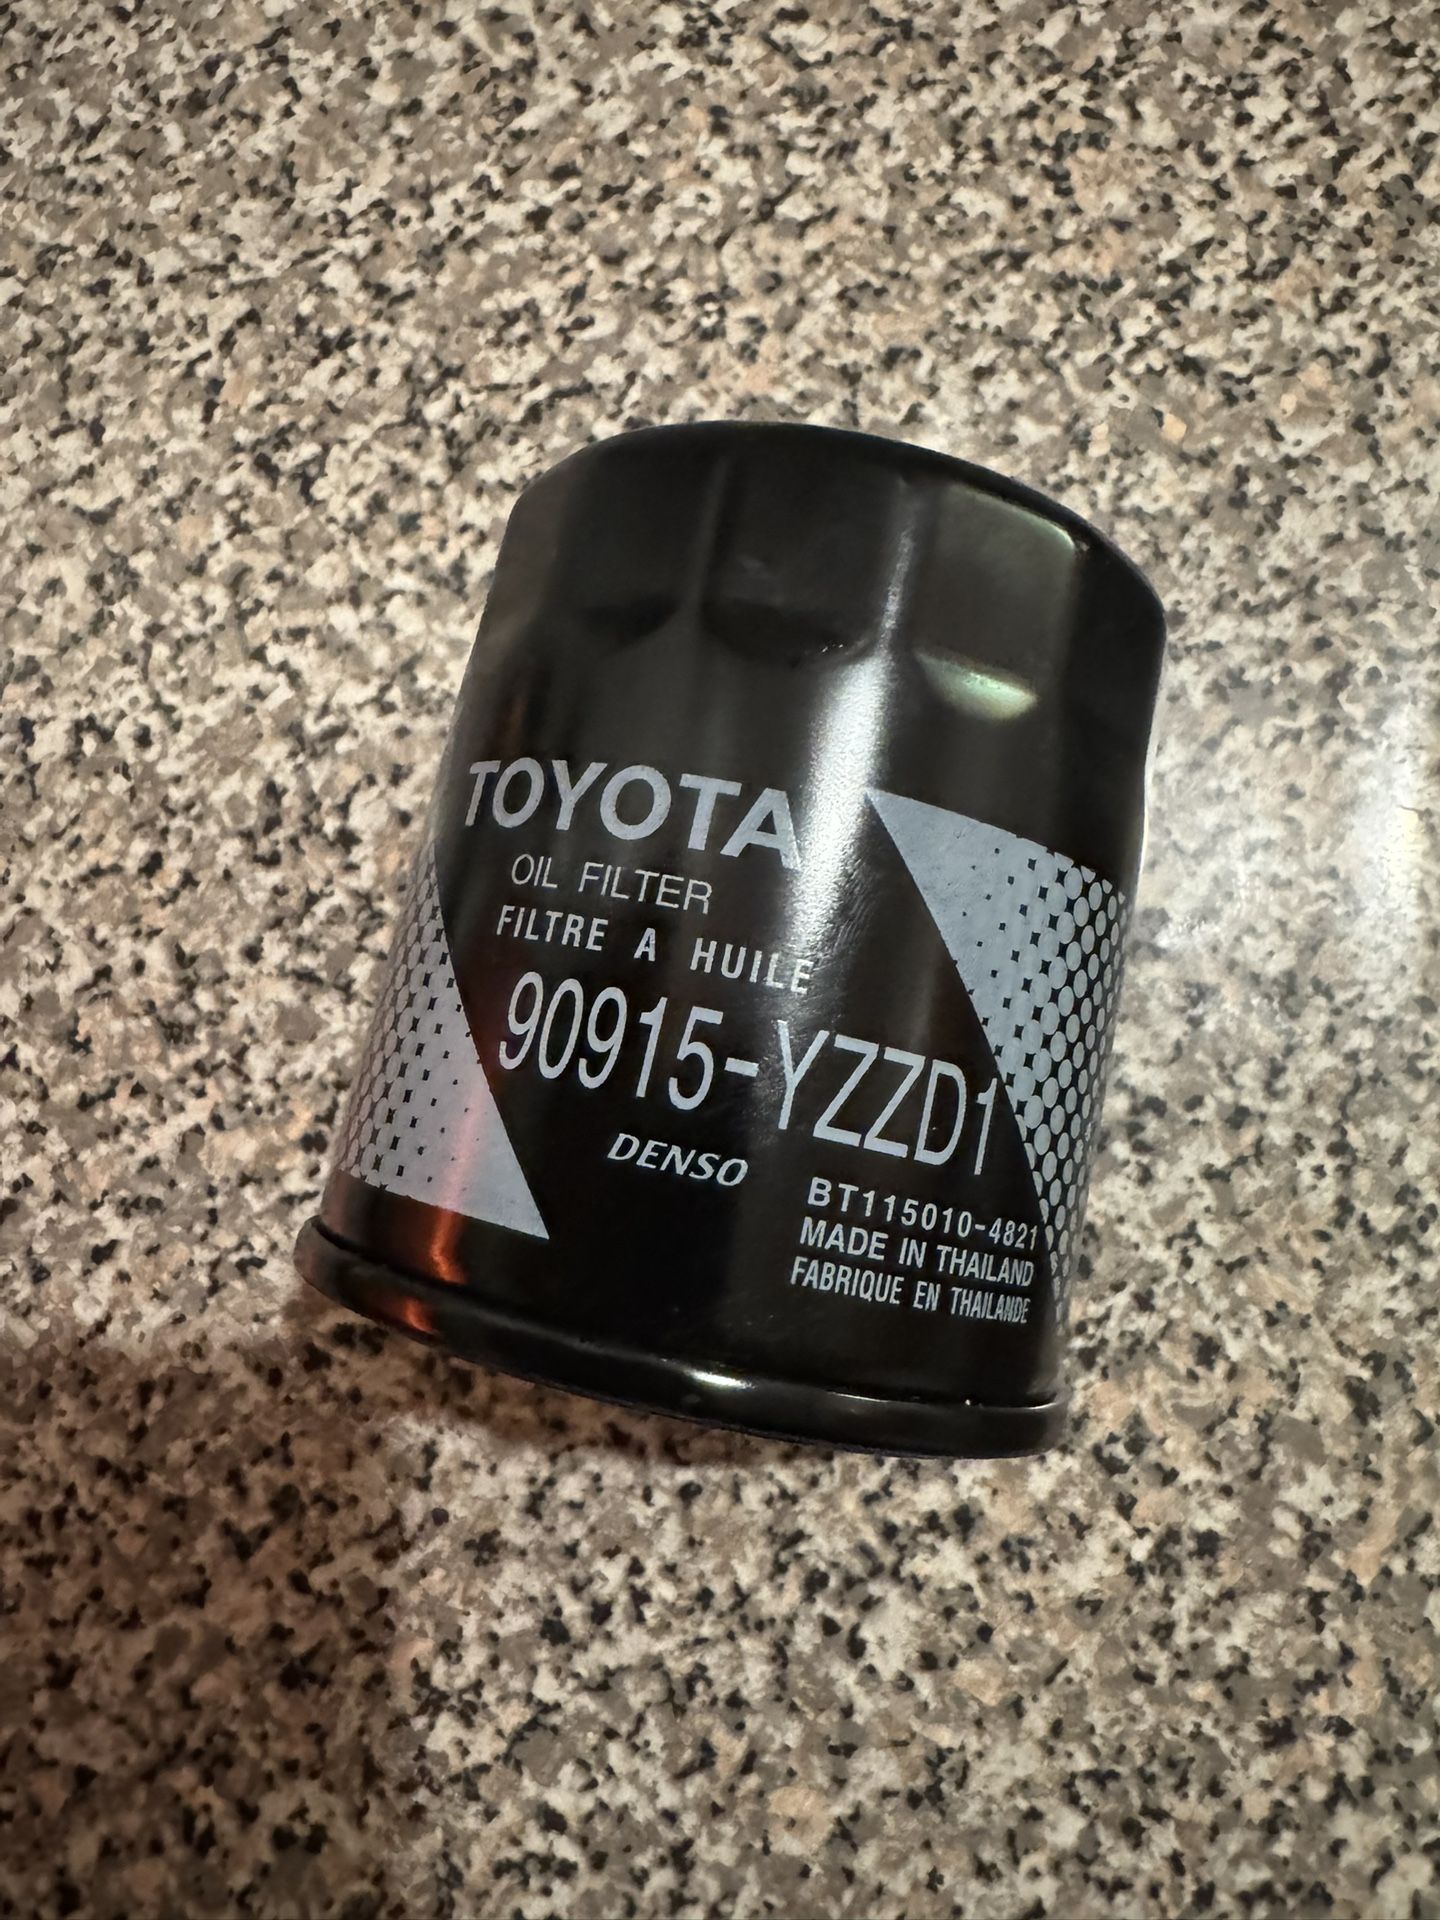 TOYOTA
OIL FILTER
FILTRE A HUILE
90915-YZZD1
DENSO
BT115010-4821
MADE IN THAILAND
FABRIQUE EN THAILANDE